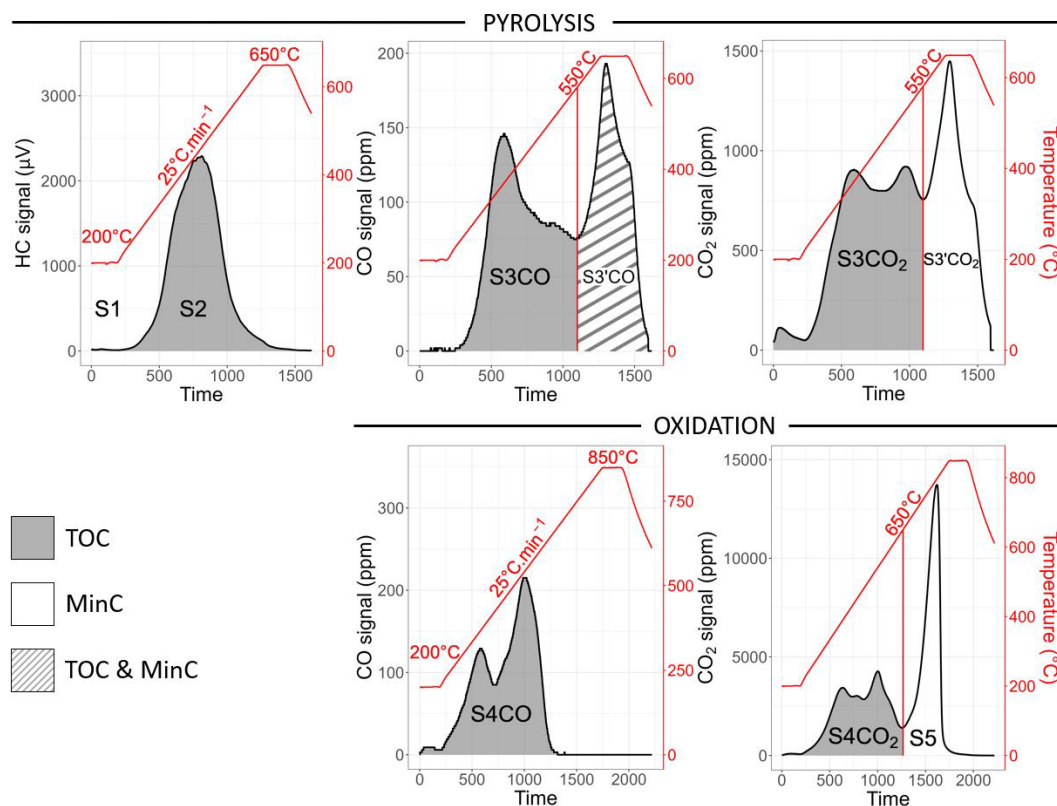 PYROLYSIS
HC signal (µV)
3000
2000
1000
0
200°C
25°C.min⁻¹
650°C
S1
S2
600
400
200
0
0 500 1000 1500
Time
CO signal (ppm)
200
150
100
50
0
550°C
S3CO
S3'CO
600
400
200
0
0 500 1000 1500
Time
CO₂ signal (ppm)
1500
1000
500
0
550°C
S3CO₂
S3'CO₂
600
400
200
0
Temperature (°C)
0 500 1000 1500
Time
OXIDATION
CO signal (ppm)
300
200
100
0
200°C
25°C.min⁻¹
850°C
S4CO
750
500
250
0
0 500 1000 1500 2000
Time
CO₂ signal (ppm)
15000
10000
5000
0
650°C
S4CO₂
S5
800
600
400
200
0
Temperature (°C)
0 500 1000 1500 2000
Time
TOC
MinC
TOC & MinC